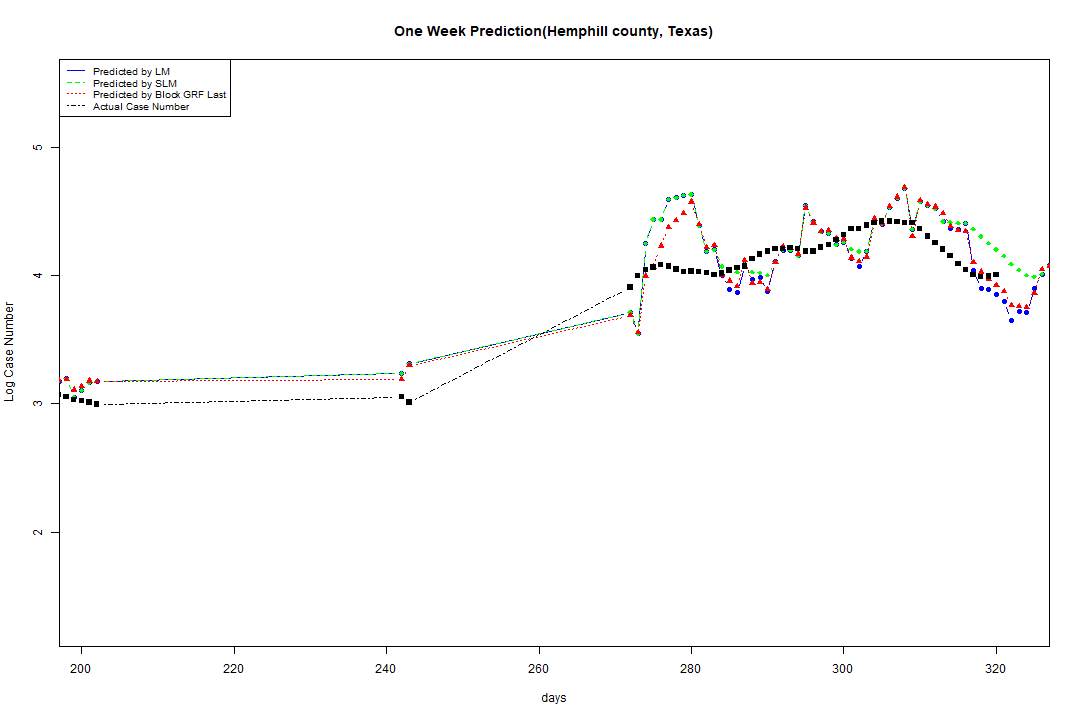 One Week Prediction(Hemphill county, Texas)
Predicted by LM
Predicted by SLM
Predicted by Block GRF Last
Actual Case Number
5
4
3
2
Log Case Number
200 220 240 260 280 300 320
days